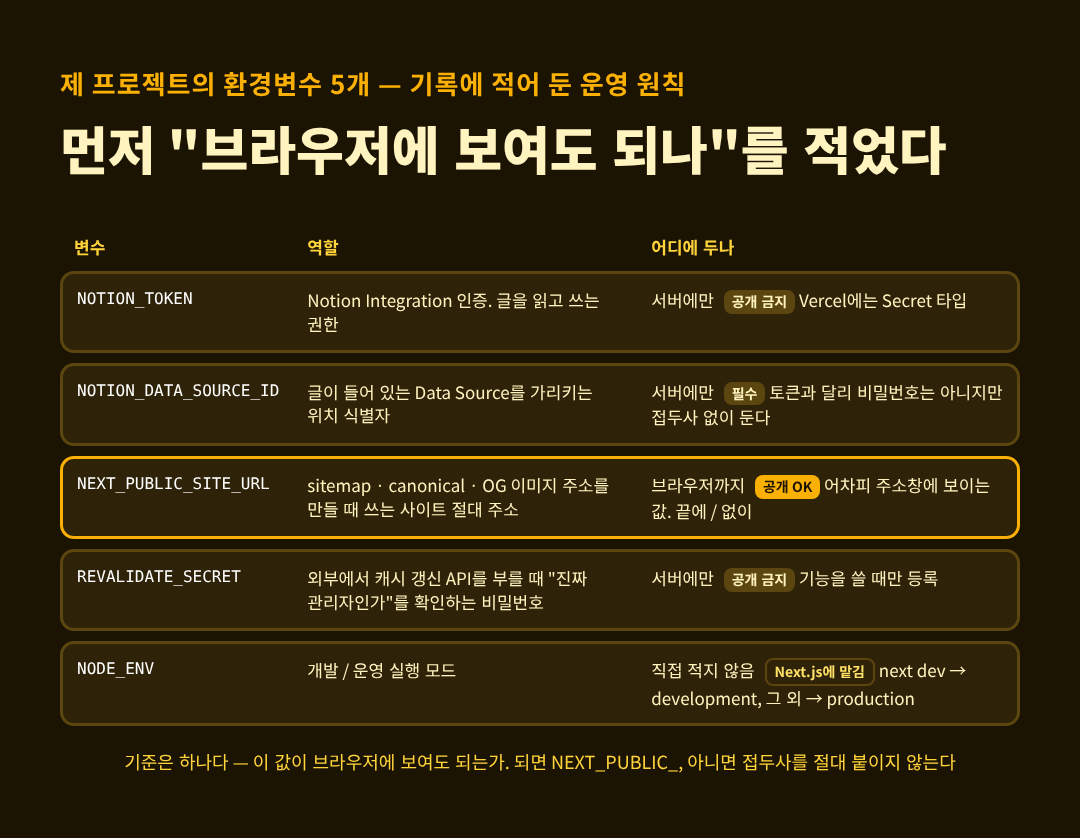 제 프로젝트의 환경변수 5개 — 기록에 적어 둔 운영 원칙
먼저 "브라우저에 보여도 되나"를 적었다
변수 역할 어디에 두나
NOTION_TOKEN
Notion Integration 인증. 글을 읽고 쓰는
권한
서버에만 공개 금지 Vercel에는 Secret 타입
NOTION_DATA_SOURCE_ID
글이 들어 있는 Data Source를 가리키는
위치 식별자
서버에만 필수 토큰과 달리 비밀번호는 아니지만
접두사 없이 둔다
NEXT_PUBLIC_SITE_URL
sitemap · canonical · OG 이미지 주소를
만들 때 쓰는 사이트 절대 주소
브라우저까지 공개 OK 어차피 주소창에 보이는
값. 끝에 / 없이
REVALIDATE_SECRET
외부에서 캐시 갱신 API를 부를 때 "진짜
관리자인가"를 확인하는 비밀번호
서버에만 공개 금지 기능을 쓸 때만 등록
NODE_ENV
개발 / 운영 실행 모드
직접 적지 않음 Next.js에 맡김 next dev →
development, 그 외 → production
기준은 하나다 — 이 값이 브라우저에 보여도 되는가. 되면 NEXT_PUBLIC_, 아니면 접두사를 절대 붙이지 않는다